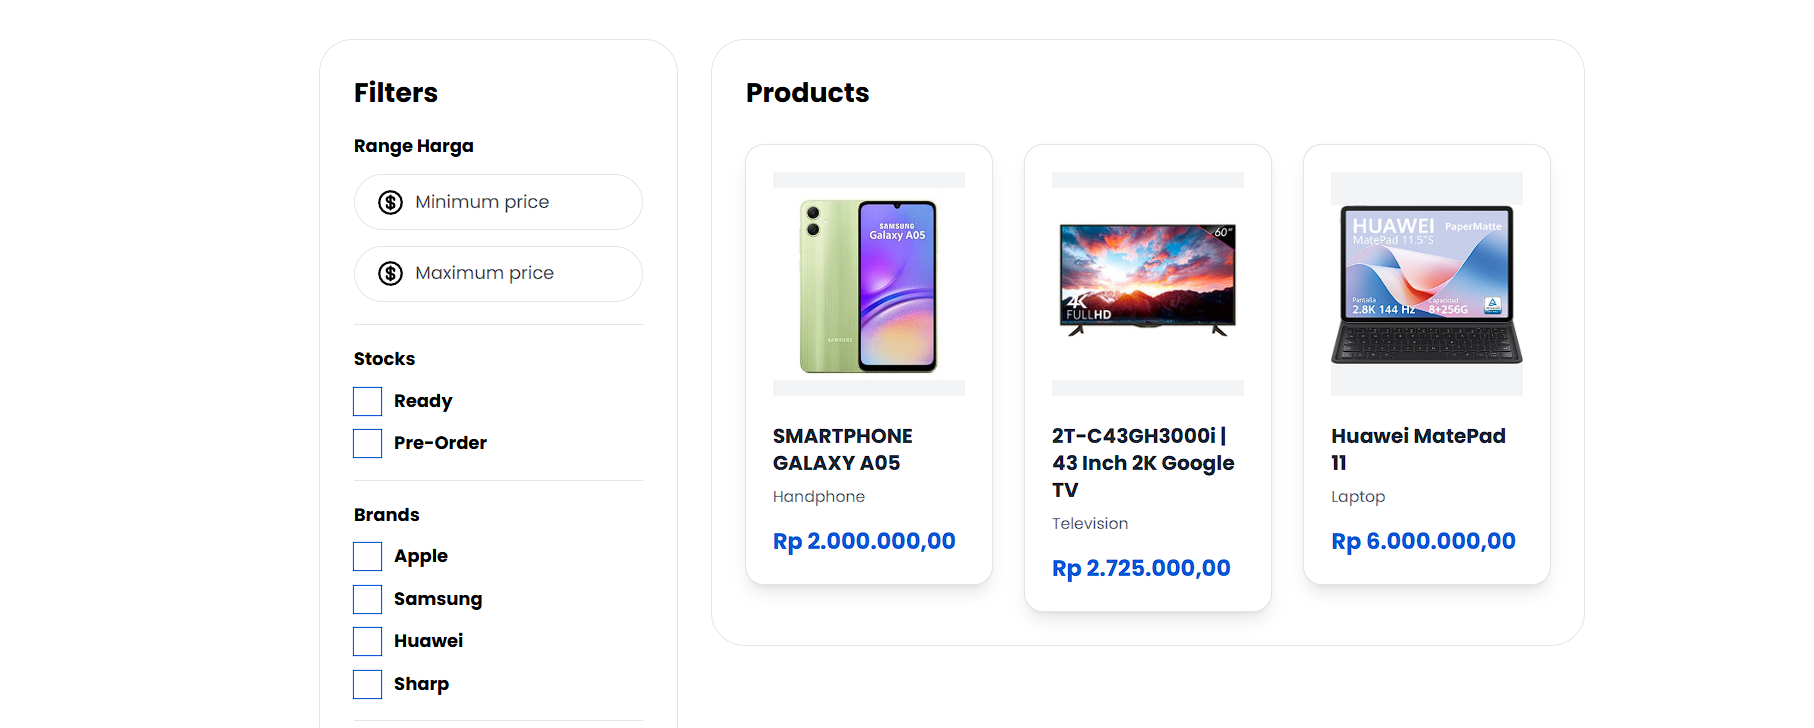 Filters
Range Harga
Minimum price
Maximum price
Stocks
Ready
Pre-Order
Brands
Apple
Samsung
Huawei
Sharp
Products
SAMSUNG
Galaxy A05
SAMSUNG
SMARTPHONE
GALAXY A05
Handphone
Rp 2.000.000,00
60"
4K
FULLHD
2T-C43GH3000i |
43 Inch 2K Google
TV
Television
Rp 2.725.000,00
HUAWEI PaperMatte
MatePad 11.5"S
Pantalla Capacidad
2.8K 144 Hz 8+256G
Huawei MatePad
11
Laptop
Rp 6.000.000,00